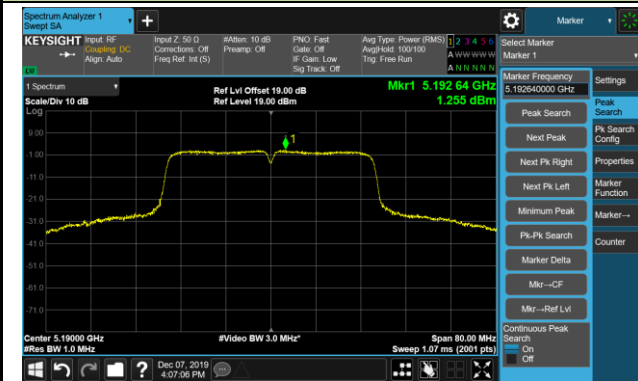 Spectrum Analyzer 1
Swept SA
+
Marker
KEYSIGHT
Input: RF
Coupling: DC
Align: Auto
Input Z: 50 Ω
Corrections: Off
Freq Ref: Int (S)
#Atten: 10 dB
Preamp: Off
PNO: Fast
Gate: Off
IF Gain: Low
Sig Track: Off
Avg Type: Power (RMS)
Avg|Hold: 100/100
Trig: Free Run
1 2 3 4 5 6
A W W W W W
A N N N N N
Select Marker
Marker 1
1 Spectrum
Scale/Div 10 dB
Log
Ref Lvl Offset 19.00 dB
Ref Level 19.00 dBm
Mkr1 5.192 64 GHz
1.255 dBm
9.00
1.00
-11.0
-21.0
-31.0
-41.0
-51.0
-61.0
-71.0
1
Center 5.19000 GHz
#Res BW 1.0 MHz
#Video BW 3.0 MHz*
Span 80.00 MHz
Sweep 1.07 ms (2001 pts)
Marker Frequency
5.192640000 GHz
Peak Search
Next Peak
Next Pk Right
Next Pk Left
Minimum Peak
Pk-Pk Search
Marker Delta
Mkr→CF
Mkr→Ref Lvl
Continuous Peak
Search
On
Off
Settings
Peak
Search
Pk Search
Config
Properties
Marker
Function
Marker→
Counter
?
Dec 07, 2019
4:07:06 PM